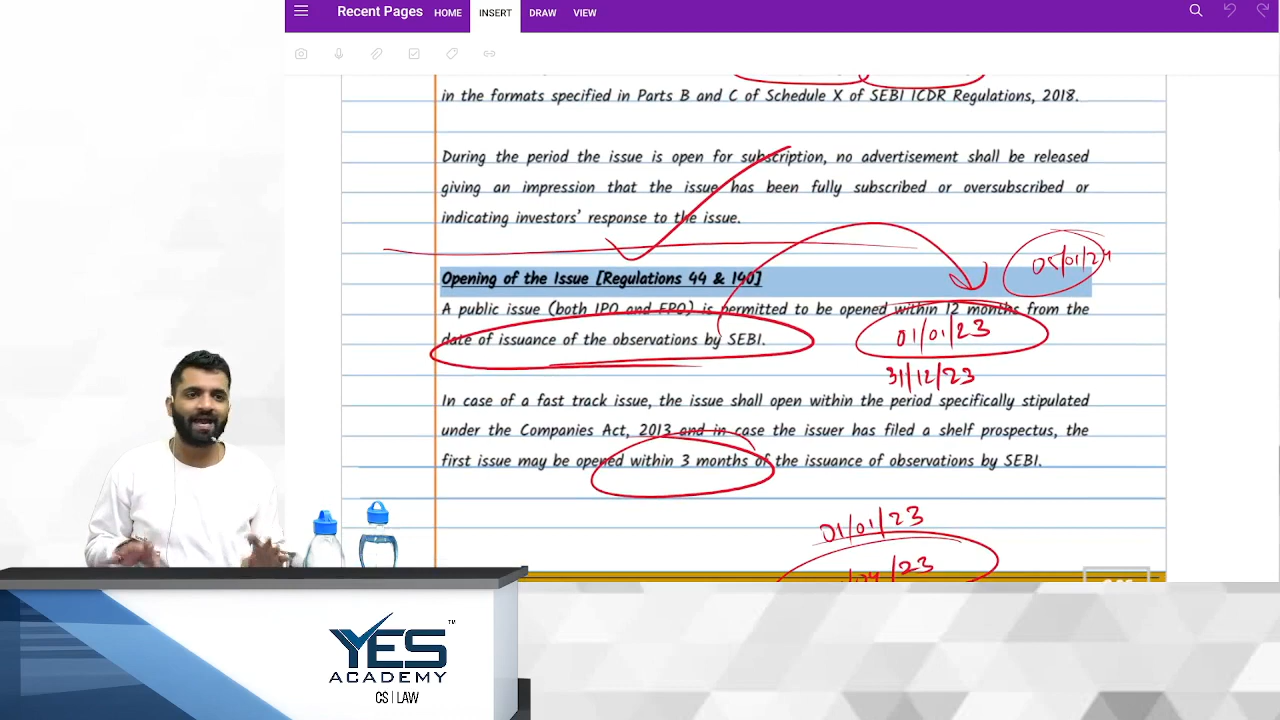 Recent Pages HOME INSERT DRAW VIEW
in the formats specified in Parts B and C of Schedule X of SEBI ICDR Regulations, 2018.
During the period the issue is open for subscription, no advertisement shall be released
giving an impression that the issue has been fully subscribed or oversubscribed or
indicating investors' response to the issue.
05/01/24
Opening of the Issue [Regulations 44 & 140]
A public issue (both IPO and FPO) is permitted to be opened within 12 months from the
date of issuance of the observations by SEBI.
01/01/23
31/12/23
In case of a fast track issue, the issue shall open within the period specifically stipulated
under the Companies Act, 2013 and in case the issuer has filed a shelf prospectus, the
first issue may be opened within 3 months of the issuance of observations by SEBI.
01/01/23
/23
YES
TM
ACADEMY
CS | LAW